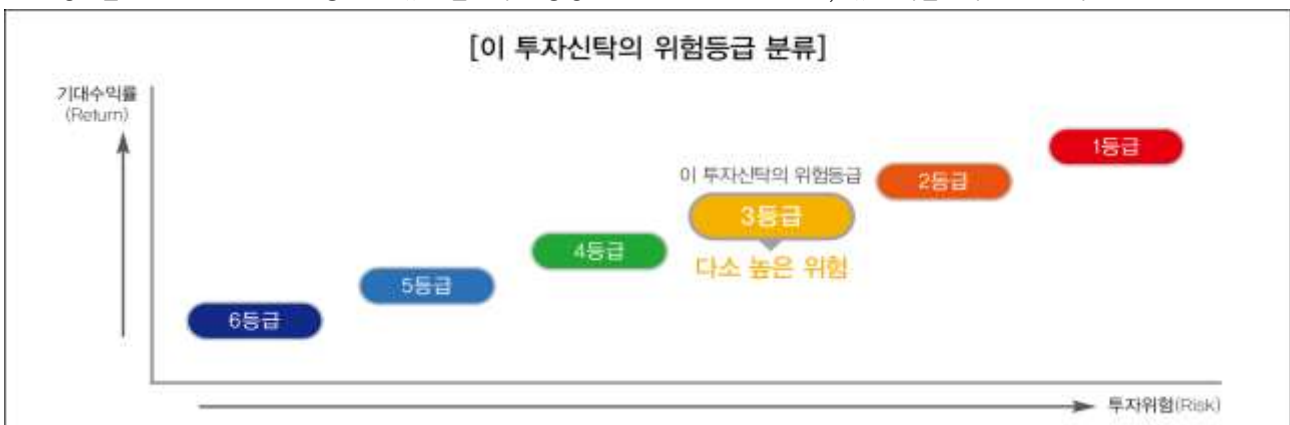 [이 투자신탁의 위험등급 분류]
기대수익률
(Return)
1등급
이 투자신탁의 위험등급
2등급
3등급
4등급
다소 높은 위험
5등급
6등급
투자위험(Risk)